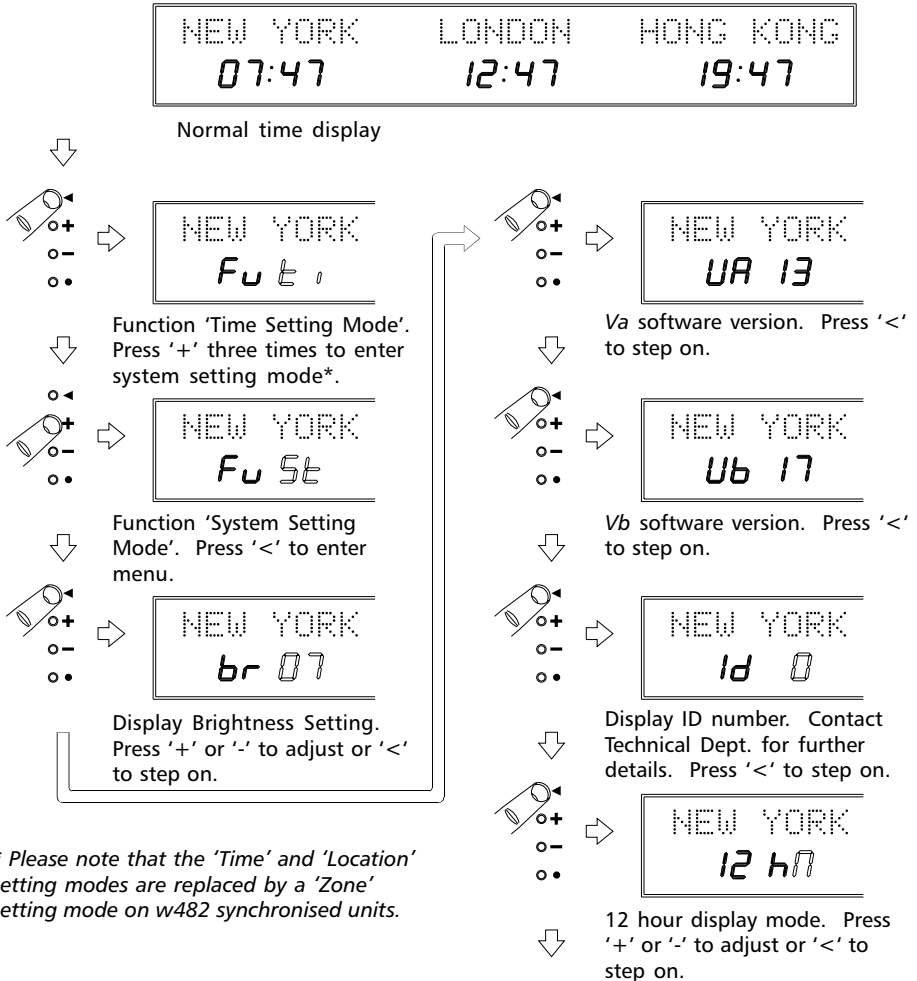 NEW YORK LONDON HONG KONG
07:47 12:47 19:47
Normal time display
NEW YORK
Fu ti
Function 'Time Setting Mode'.
Press '+' three times to enter
system setting mode*.
NEW YORK
Fu St
Function 'System Setting
Mode'. Press '<' to enter
menu.
NEW YORK
br 07
Display Brightness Setting.
Press '+' or '-' to adjust or '<'
to step on.
* Please note that the 'Time' and 'Location'
etting modes are replaced by a 'Zone'
etting mode on w482 synchronised units.
NEW YORK
UA 13
Va software version. Press '<'
to step on.
NEW YORK
Ub 17
Vb software version. Press '<'
to step on.
NEW YORK
Id 0
Display ID number. Contact
Technical Dept. for further
details. Press '<' to step on.
NEW YORK
12 hn
12 hour display mode. Press
'+' or '-' to adjust or '<' to
step on.